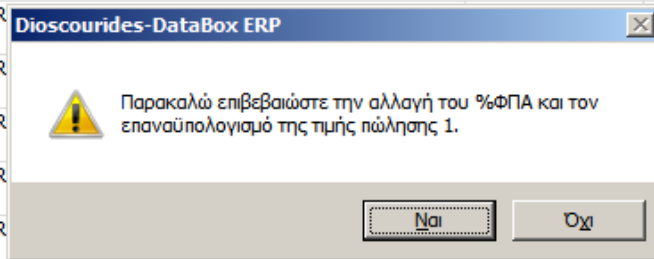 Dioscourides-DataBox ERP
Παρακαλώ επιβεβαιώστε την αλλαγή του %ΦΠΑ και τον
επαναϋπολογισμό της τιμής πώλησης 1.
Ναι
Όχι